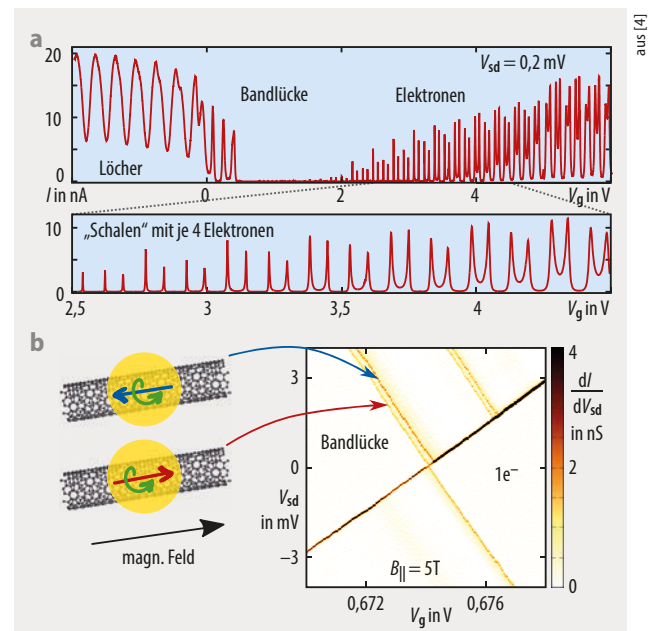 aus [4]
a
20
10
0
V_sd = 0,2 mV
Bandlücke
Elektronen
Löcher
I in nA
0
2
4
V_g in V
10
0
„Schalen“ mit je 4 Elektronen
2,5
3
3,5
4
V_g in V
b
magn. Feld
3
0
V_sd
in mV
−3
Bandlücke
1e⁻
B_|| = 5T
0,672
0,676
V_g in V
4
2
0
dI
dV_sd
in nS